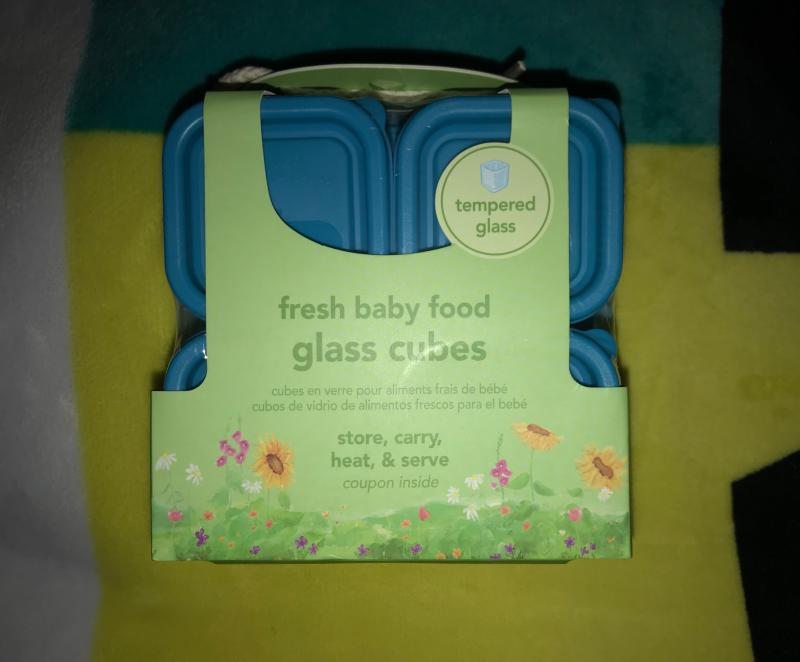 tempered
glass
fresh baby food
glass cubes
cubes en verre pour aliments frais de bébé
cubos de vidrio de alimentos frescos para el bebé
store, carry,
heat, & serve
coupon inside